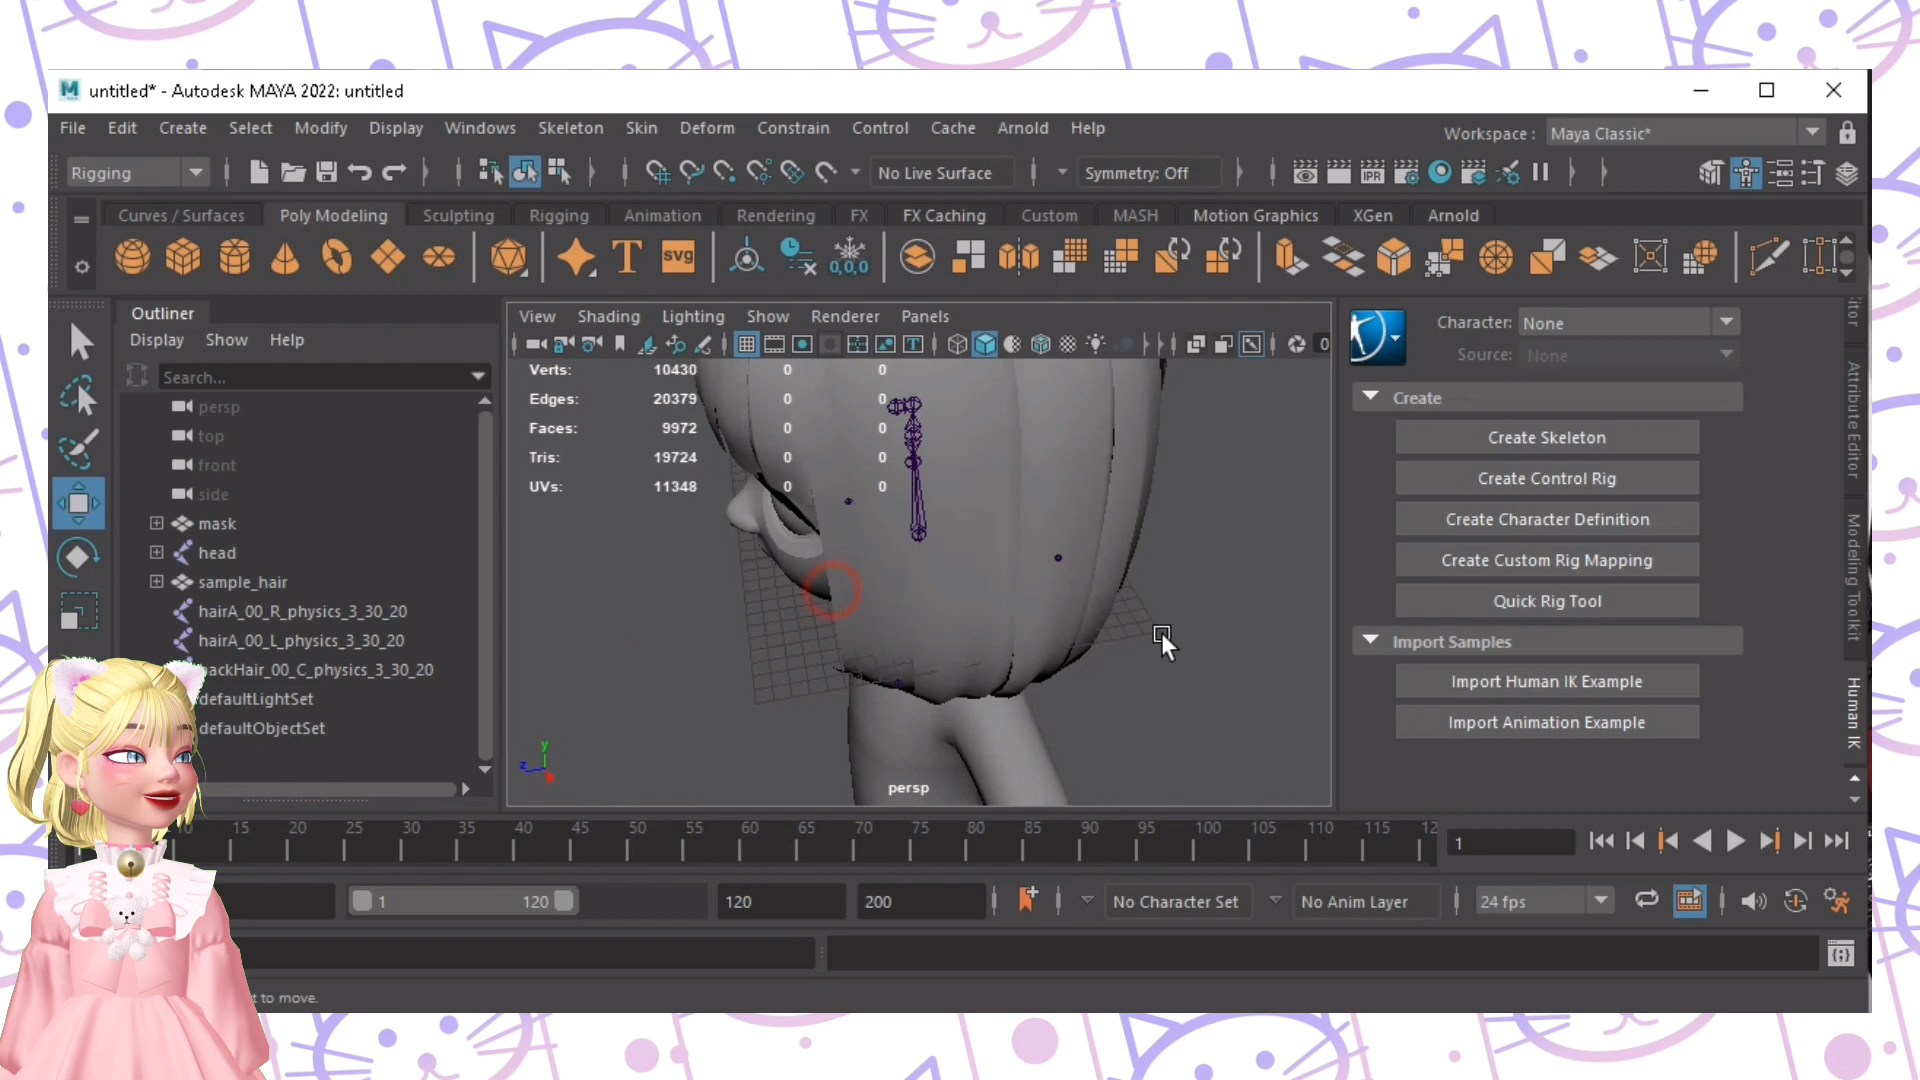 untitled* - Autodesk MAYA 2022: untitled
File Edit Create Select Modify Display Windows Skeleton Skin Deform Constrain Control Cache Arnold Help
Workspace : Maya Classic*
Rigging No Live Surface Symmetry: Off
IPR
Curves / Surfaces Poly Modeling Sculpting Rigging Animation Rendering FX FX Caching Custom MASH Motion Graphics XGen Arnold
T SVG 0,0,0
Outliner
Display Show Help
Search...
persp
top
front
side
mask
head
sample_hair
hairA_00_R_physics_3_30_20
hairA_00_L_physics_3_30_20
backHair_00_C_physics_3_30_20
defaultLightSet
defaultObjectSet
View Shading Lighting Show Renderer Panels
Verts: 10430 0 0
Edges: 20379 0 0
Faces: 9972 0 0
Tris: 19724 0 0
UVs: 11348 0 0
y
z
x
persp
Character: None
Source: None
Create
Create Skeleton
Create Control Rig
Create Character Definition
Create Custom Rig Mapping
Quick Rig Tool
Import Samples
Import Human IK Example
Import Animation Example
Attribute Editor
Modeling Toolkit
Human IK
10 15 20 25 30 35 40 45 50 55 60 65 70 75 80 85 90 95 100 105 110 115 12
1
1 120 120 200 No Character Set No Anim Layer 24 fps
t to move.